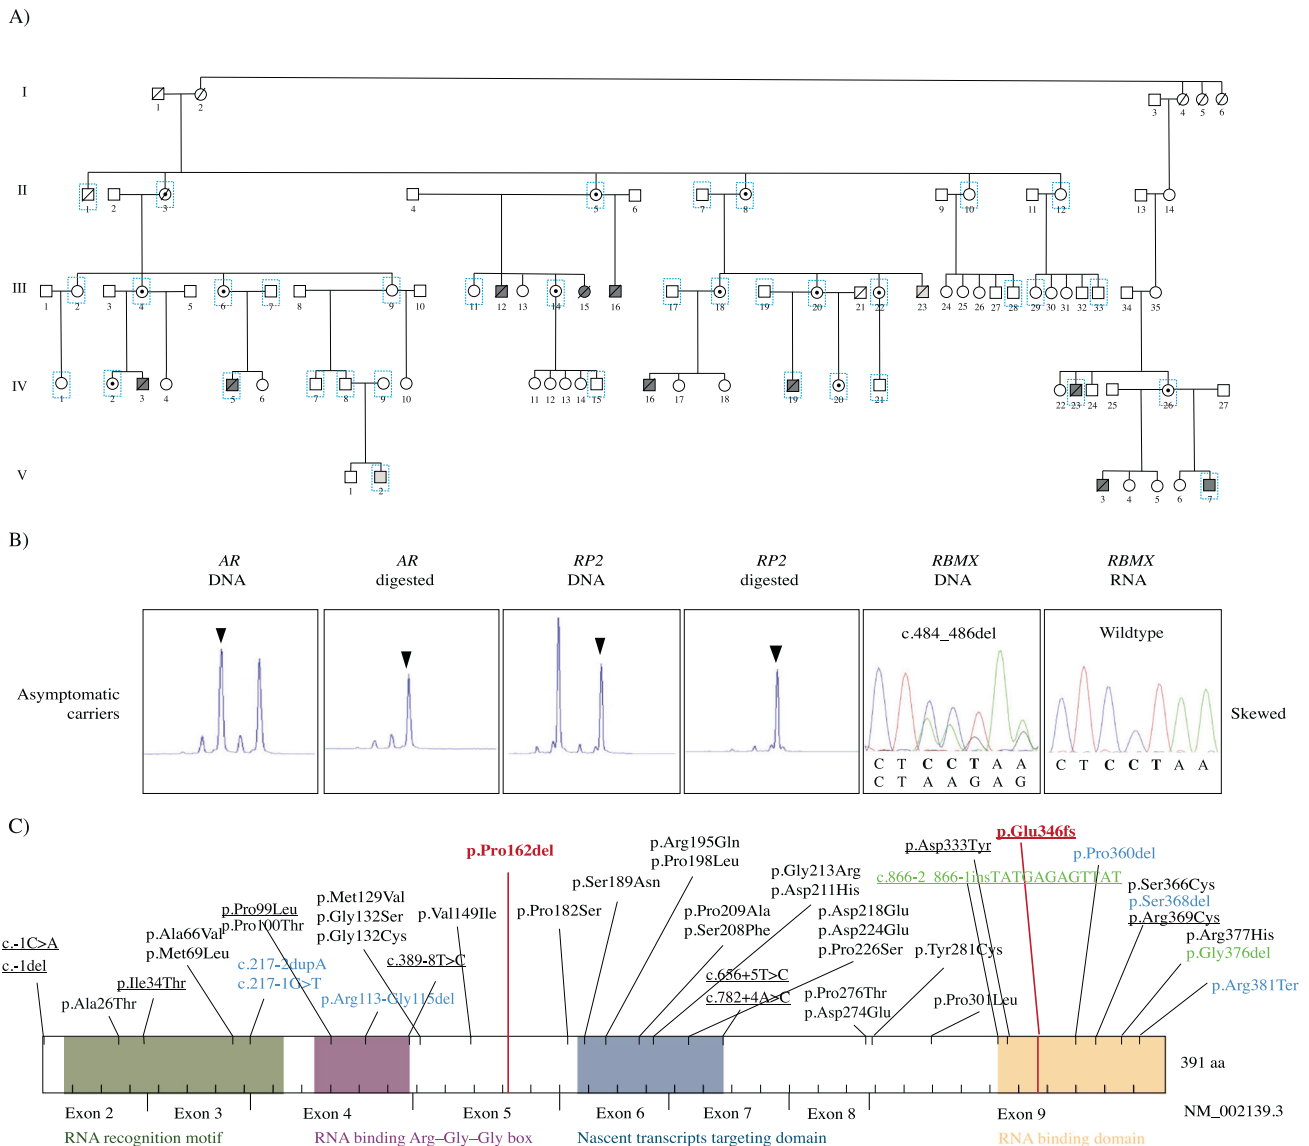 A)
I
1 2 3 4 5 6
II
1 2 3 4 5 6 7 8 9 10 11 12 13 14
III
1 2 3 4 5 6 7 8 9 10 11 12 13 14 15 16 17 18 19 20 21 22 23 24 25 26 27 28 29 30 31 32 33 34 35
IV
1 2 3 4 5 6 7 8 9 10 11 12 13 14 15 16 17 18 19 20 21 22 23 24 25 26 27
V
1 2 3 4 5 6 7
B)
AR
DNA
AR
digested
RP2
DNA
RP2
digested
RBMX
DNA
RBMX
RNA
Asymptomatic
carriers
c.484_486del
C T C C T A A
C T A A G A G
Wildtype
C T C C T A A
Skewed
C)
c.-1C>A
c.-1del
p.Ala26Thr
p.Ile34Thr
p.Ala66Val
p.Met69Leu
c.217-2dupA
c.217-1G>T
p.Pro99Leu
p.Pro100Thr
p.Arg113-Gly115del
p.Met129Val
p.Gly132Ser
p.Gly132Cys
c.389-8T>C
p.Val149Ile
p.Pro162del
p.Pro182Ser
p.Ser189Asn
p.Arg195Gln
p.Pro198Leu
p.Pro209Ala
p.Ser208Phe
p.Gly213Arg
p.Asp211His
p.Asp218Glu
p.Asp224Glu
p.Pro226Ser
c.656+5T>C
c.782+4A>C
p.Pro276Thr
p.Asp274Glu
p.Tyr281Cys
p.Pro301Leu
p.Asp333Tyr
c.866-2_866-1insTATGAGAGTTAT
p.Glu346fs
p.Pro360del
p.Ser366Cys
p.Ser368del
p.Arg369Cys
p.Arg377His
p.Gly376del
p.Arg381Ter
391 aa
Exon 2 Exon 3 Exon 4 Exon 5 Exon 6 Exon 7 Exon 8 Exon 9
NM_002139.3
RNA recognition motif
RNA binding Arg–Gly–Gly box
Nascent transcripts targeting domain
RNA binding domain